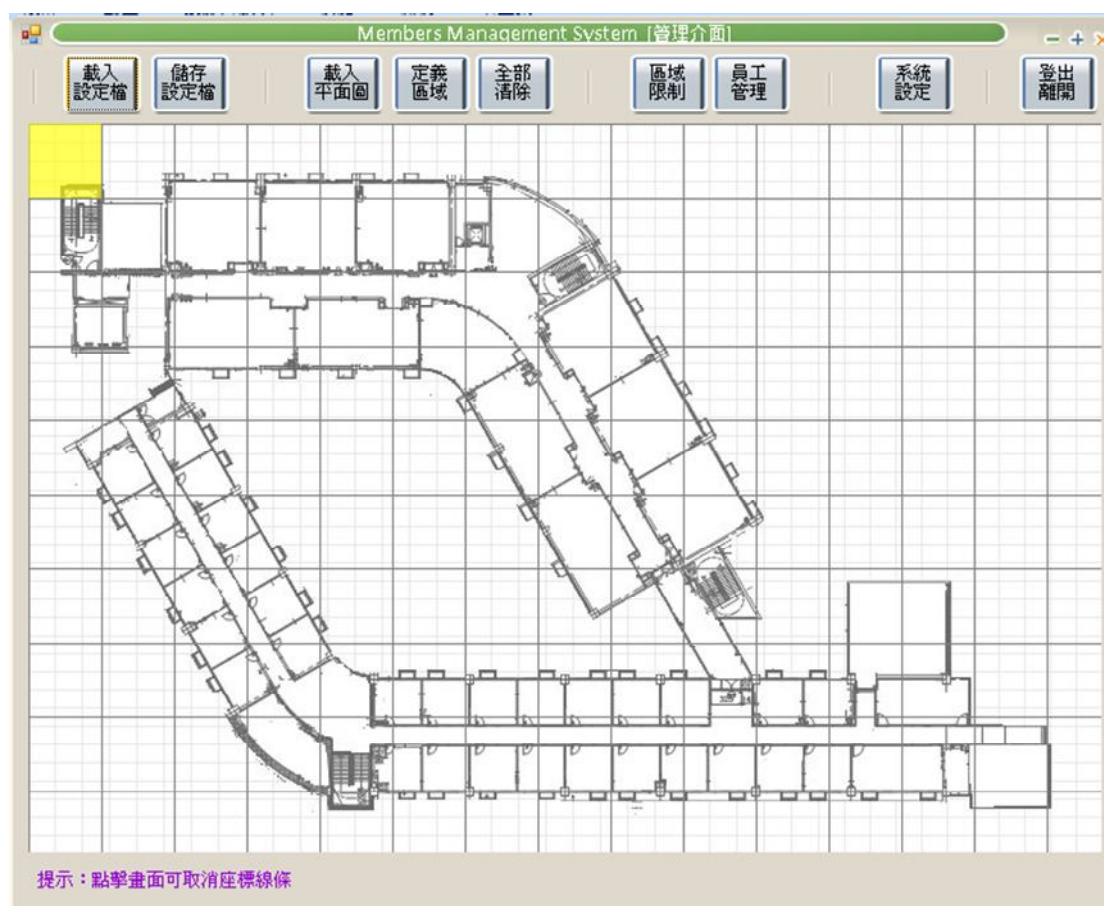 Members Management System [管理介面]
載入
設定檔
儲存
設定檔
載入
平面圖
定義
區域
全部
清除
區域
限制
員工
管理
系統
設定
登出
離開
提示：點擊畫面可取消座標線條